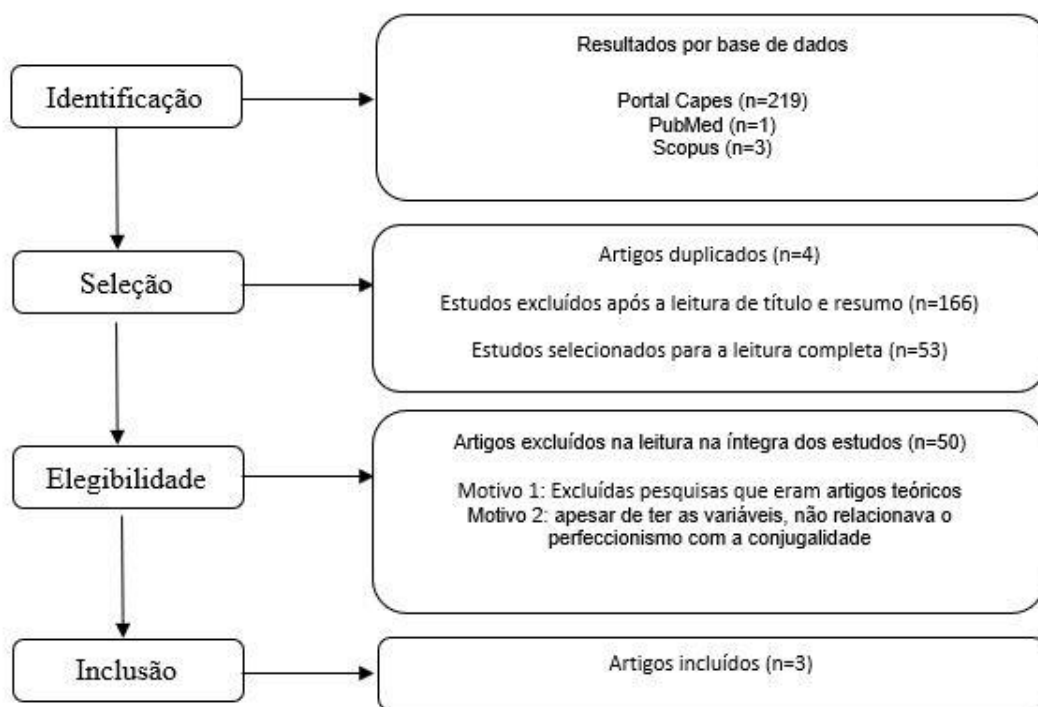 Identificação
Resultados por base de dados
Portal Capes (n=219)
PubMed (n=1)
Scopus (n=3)
Seleção
Artigos duplicados (n=4)
Estudos excluídos após a leitura de título e resumo (n=166)
Estudos selecionados para a leitura completa (n=53)
Elegibilidade
Artigos excluídos na leitura na íntegra dos estudos (n=50)
Motivo 1: Excluídas pesquisas que eram artigos teóricos
Motivo 2: apesar de ter as variáveis, não relacionava o
perfeccionismo com a conjugalidade
Inclusão
Artigos incluídos (n=3)